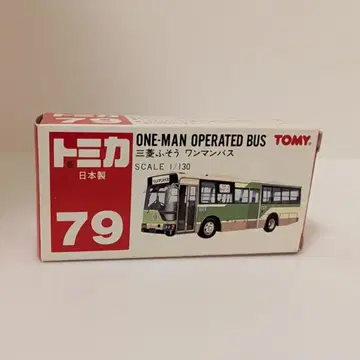 79
トミカ
日本製
79
ONE-MAN OPERATED BUS
TOMY
三菱ふそう ワンマンバス
SCALE 1/130